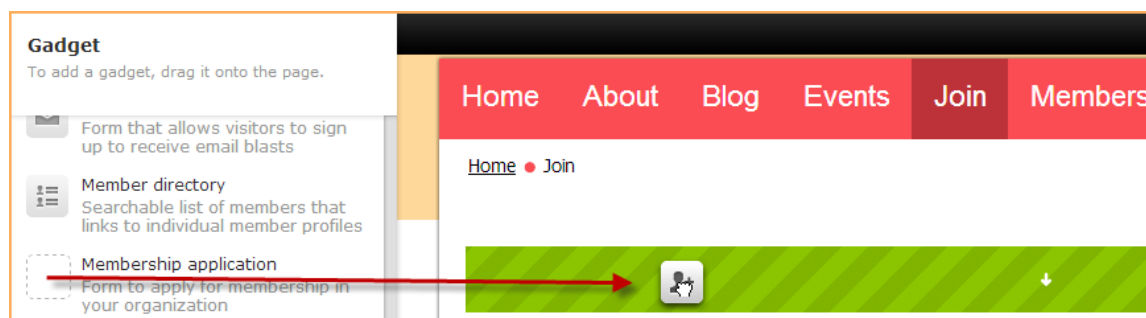 Gadget
To add a gadget, drag it onto the page.
Form that allows visitors to sign
up to receive email blasts
Member directory
Searchable list of members that
links to individual member profiles
Membership application
Form to apply for membership in
your organization
Home About Blog Events Join Members
Home • Join